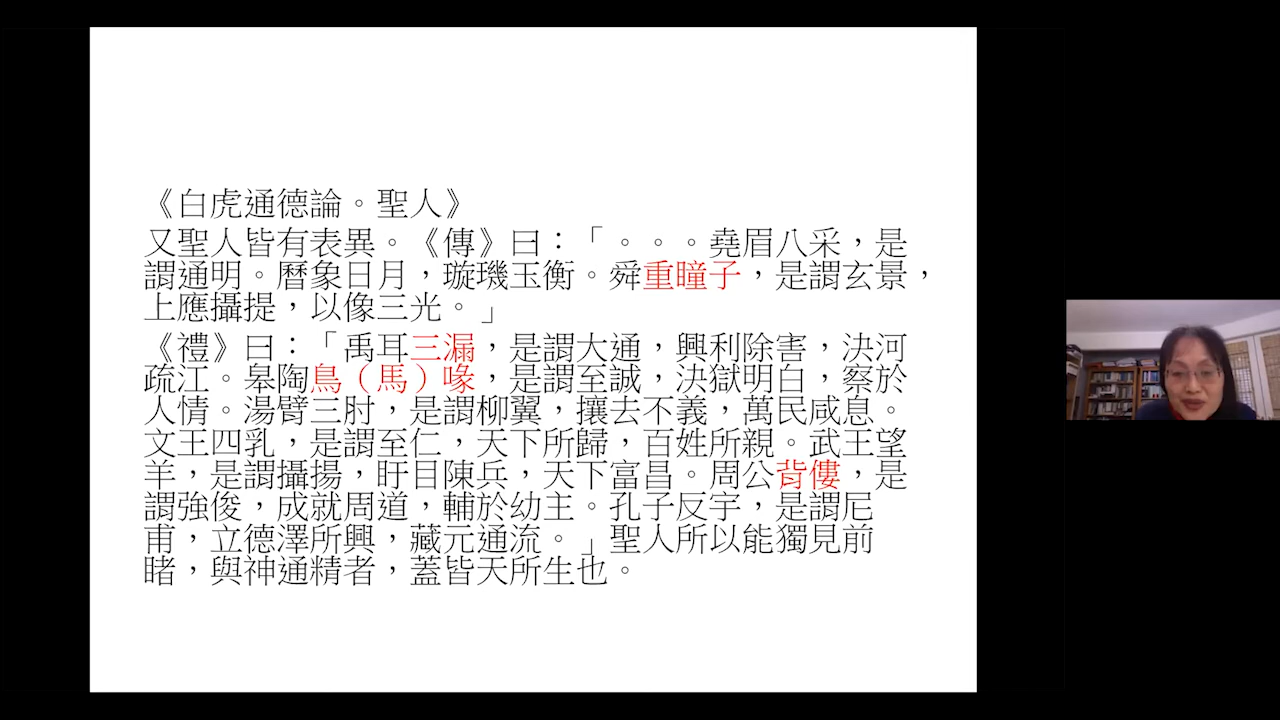 《白虎通德論。聖人》
又聖人皆有表異。《傳》曰：「。。。堯眉八采，是
謂通明。曆象日月，璇璣玉衡。舜重瞳子，是謂玄景，
上應攝提，以像三光。」
《禮》曰：「禹耳三漏，是謂大通，興利除害，決河
疏江。皋陶鳥（馬）喙，是謂至誠，決獄明白，察於
人情。湯臂三肘，是謂柳翼，攘去不義，萬民咸息。
文王四乳，是謂至仁，天下所歸，百姓所親。武王望
羊，是謂攝揚，盱目陳兵，天下富昌。周公背僂，是
謂強俊，成就周道，輔於幼主。孔子反宇，是謂尼
甫，立德澤所興，藏元通流。」聖人所以能獨見前
睹，與神通精者，蓋皆天所生也。